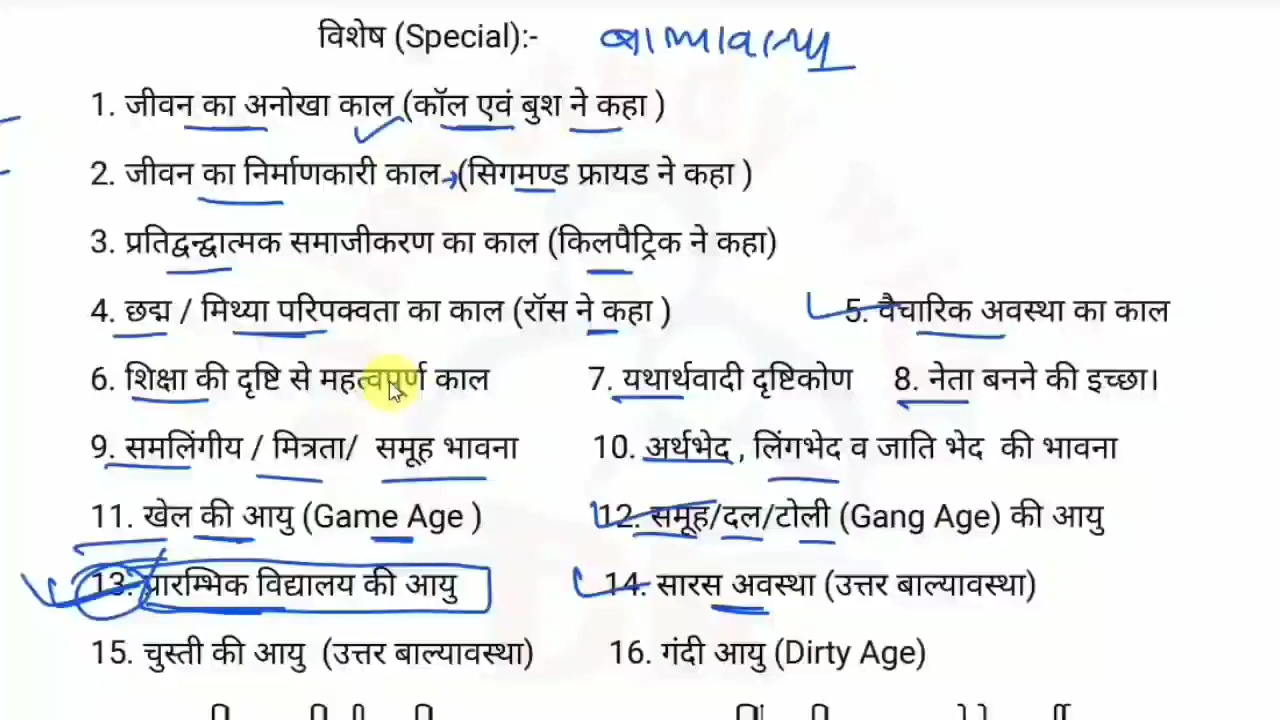 विशेष (Special):- बाल्यावस्था
1. जीवन का अनोखा काल (कॉल एवं बुश ने कहा )
2. जीवन का निर्माणकारी काल→(सिगमण्ड फ्रायड ने कहा )
3. प्रतिद्वन्द्वात्मक समाजीकरण का काल (किलपैट्रिक ने कहा)
4. छद्म / मिथ्या परिपक्वता का काल (रॉस ने कहा ) 5. वैचारिक अवस्था का काल
6. शिक्षा की दृष्टि से महत्वपूर्ण काल 7. यथार्थवादी दृष्टिकोण 8. नेता बनने की इच्छा।
9. समलिंगीय / मित्रता/ समूह भावना 10. अर्थभेद , लिंगभेद व जाति भेद की भावना
11. खेल की आयु (Game Age ) 12. समूह/दल/टोली (Gang Age) की आयु
13. प्रारम्भिक विद्यालय की आयु 14. सारस अवस्था (उत्तर बाल्यावस्था)
15. चुस्ती की आयु (उत्तर बाल्यावस्था) 16. गंदी आयु (Dirty Age)